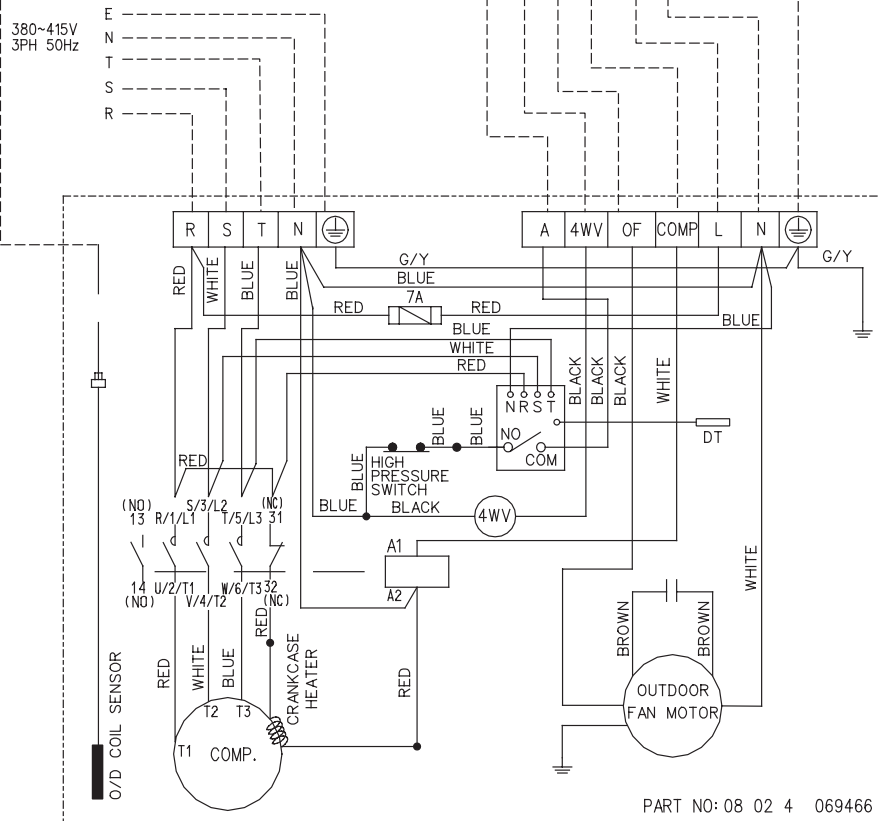 E
380~415V
3PH 50Hz
N
T
S
R
R S T N
A 4WV OF COMP L N
G/Y
G/Y
BLUE
RED
WHITE
BLUE
BLUE
7A
RED
RED
BLUE
BLUE
WHITE
RED
BLACK
BLACK
BLACK
WHITE
N R S T
NO
COM
DT
BLUE
BLUE
BLUE
HIGH
PRESSURE
SWITCH
RED
BLUE
BLACK
4WV
(NO)
13
R/1/L1
S/3/L2
T/5/L3
(NC)
31
A1
A2
14
(NO)
U/2/T1
V/4/T2
W/6/T3
32
(NC)
RED
WHITE
BLUE
RED
CRANKCASE
HEATER
RED
WHITE
BROWN
BROWN
OUTDOOR
FAN MOTOR
T1
T2
T3
COMP.
O/D COIL SENSOR
PART NO: 08 02 4 069466